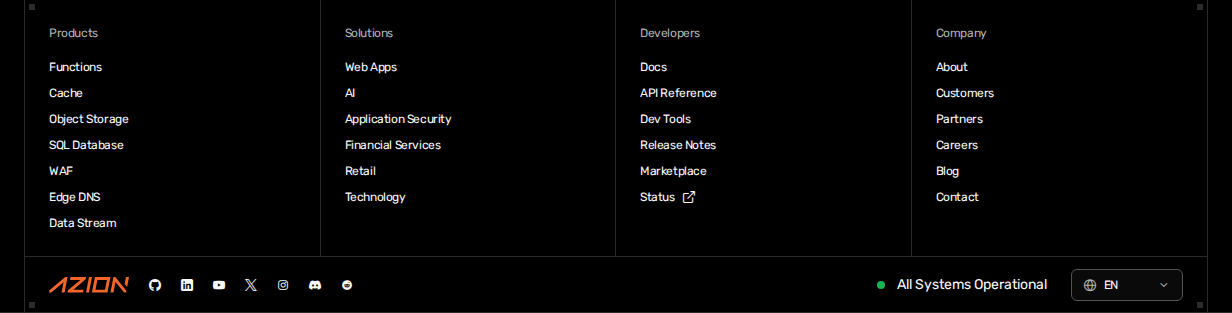 Products
Functions
Cache
Object Storage
SQL Database
WAF
Edge DNS
Data Stream
Solutions
Web Apps
AI
Application Security
Financial Services
Retail
Technology
Developers
Docs
API Reference
Dev Tools
Release Notes
Marketplace
Status
Company
About
Customers
Partners
Careers
Blog
Contact
AZION
All Systems Operational
EN